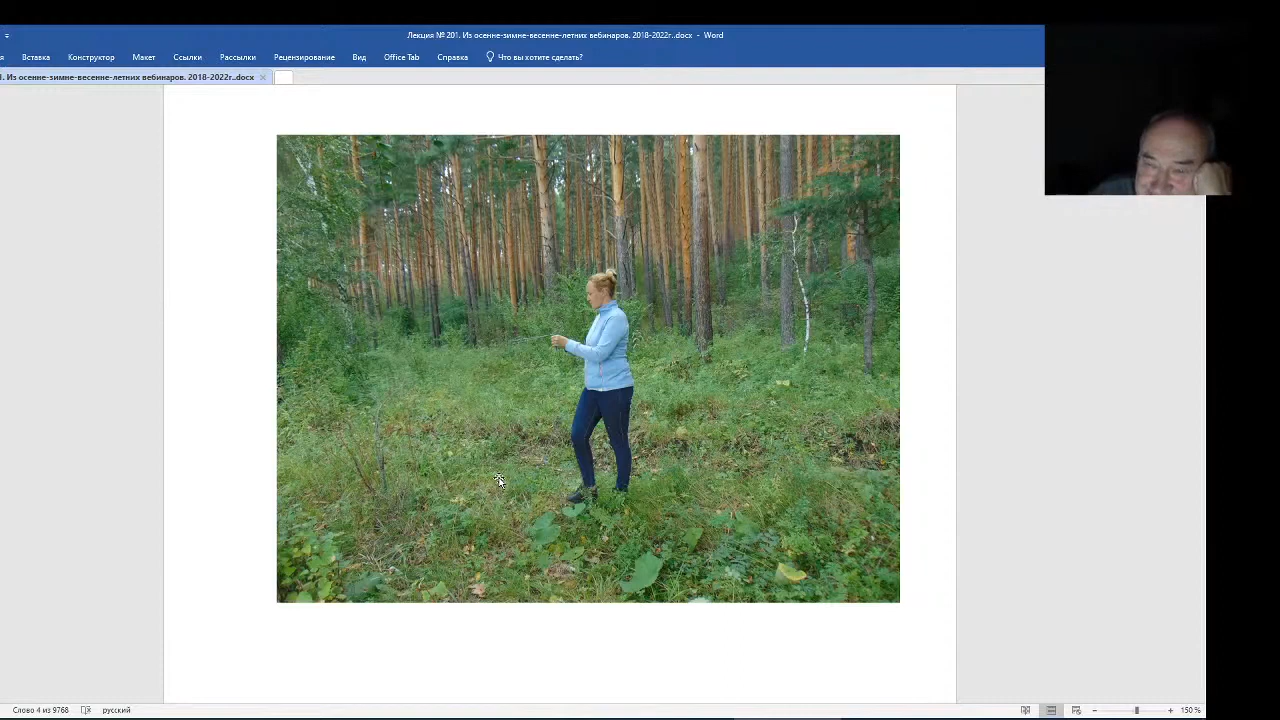 Лекция № 201. Из осенне-зимне-весенне-летних вебинаров. 2018-2022г..docx - Word
Вставка Конструктор Макет Ссылки Рассылки Рецензирование Вид Office Tab Справка Что вы хотите сделать?
. Из осенне-зимне-весенне-летних вебинаров. 2018-2022г..docx
Слово 4 из 9768 русский 150 %